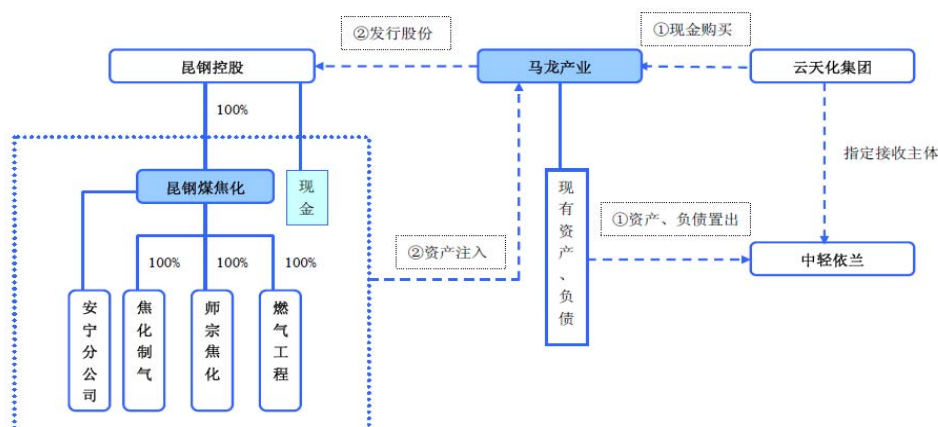 ①现金购买
②发行股份
昆钢控股
马龙产业
云天化集团
100%
指定接收主体
昆钢煤焦化
现金
现有资产、负债
①资产、负债置出
②资产注入
中轻依兰
100%
100%
100%
安宁分公司
焦化制气
师宗焦化
燃气工程